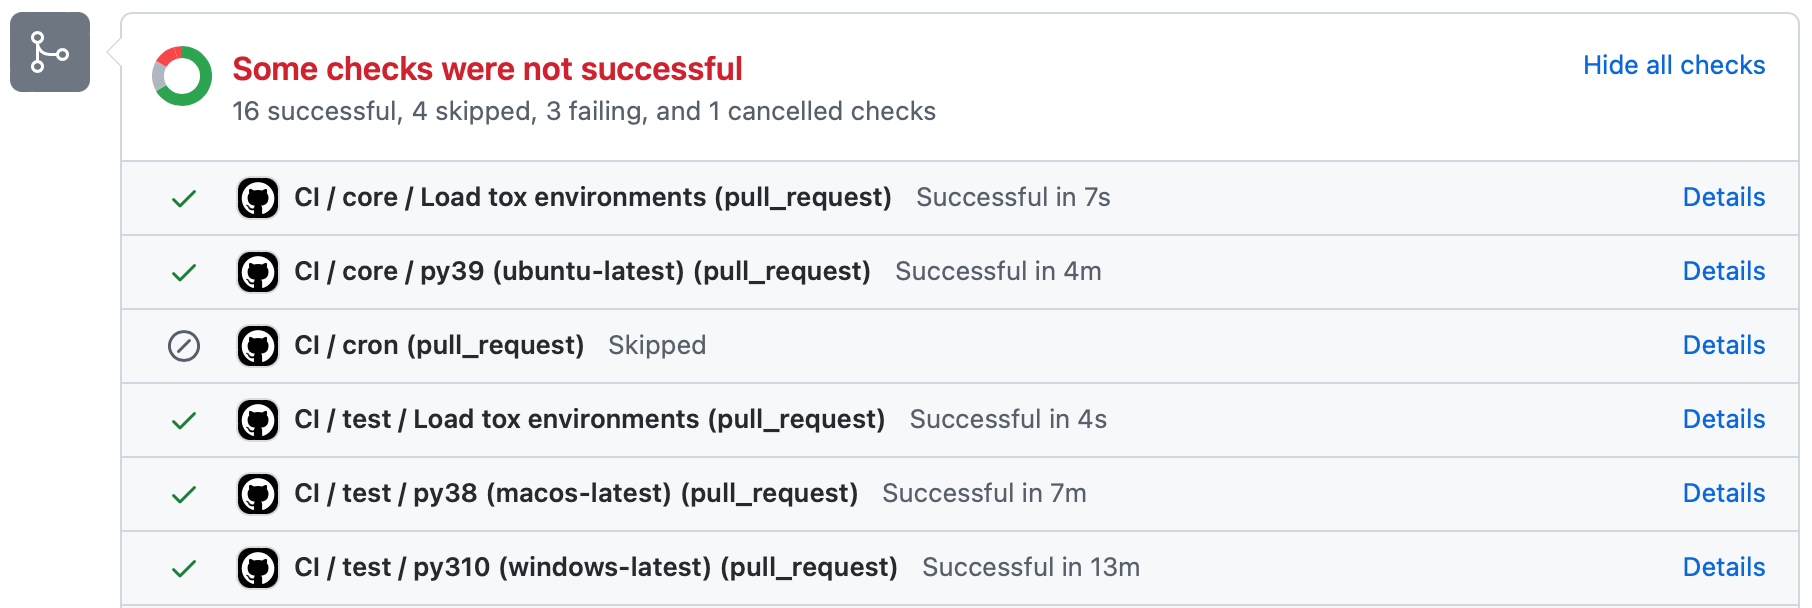 Some checks were not successful
Hide all checks
16 successful, 4 skipped, 3 failing, and 1 cancelled checks
CI / core / Load tox environments (pull_request) Successful in 7s Details
CI / core / py39 (ubuntu-latest) (pull_request) Successful in 4m Details
CI / cron (pull_request) Skipped Details
CI / test / Load tox environments (pull_request) Successful in 4s Details
CI / test / py38 (macos-latest) (pull_request) Successful in 7m Details
CI / test / py310 (windows-latest) (pull_request) Successful in 13m Details